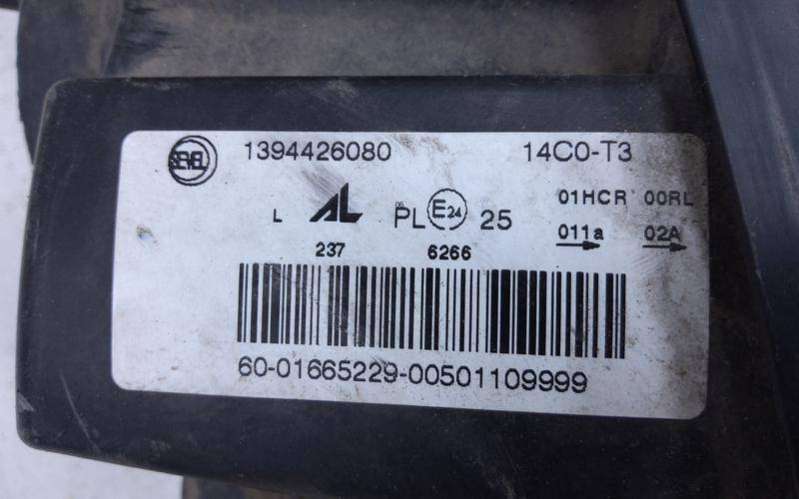 SEVEL 1394426080 14C0-T3
L AL PL E24 25 01HCR 00RL
011a 02A
237 6266
60-01665229-00501109999